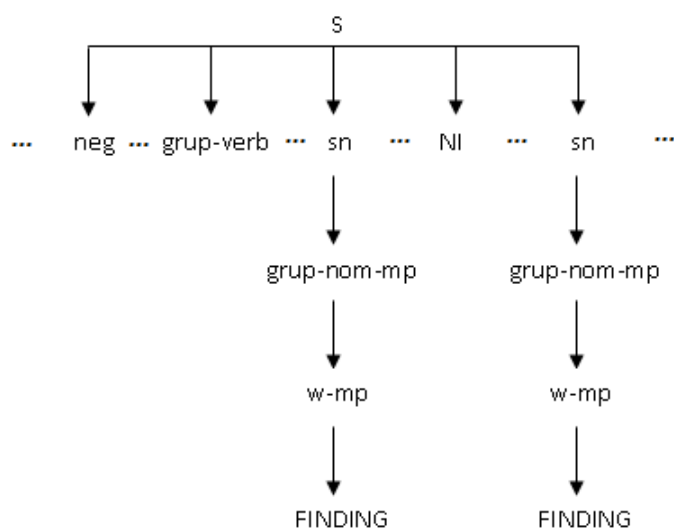 S
... neg ... grup-verb ... sn ... NI ... sn ...
grup-nom-mp grup-nom-mp
w-mp w-mp
FINDING FINDING